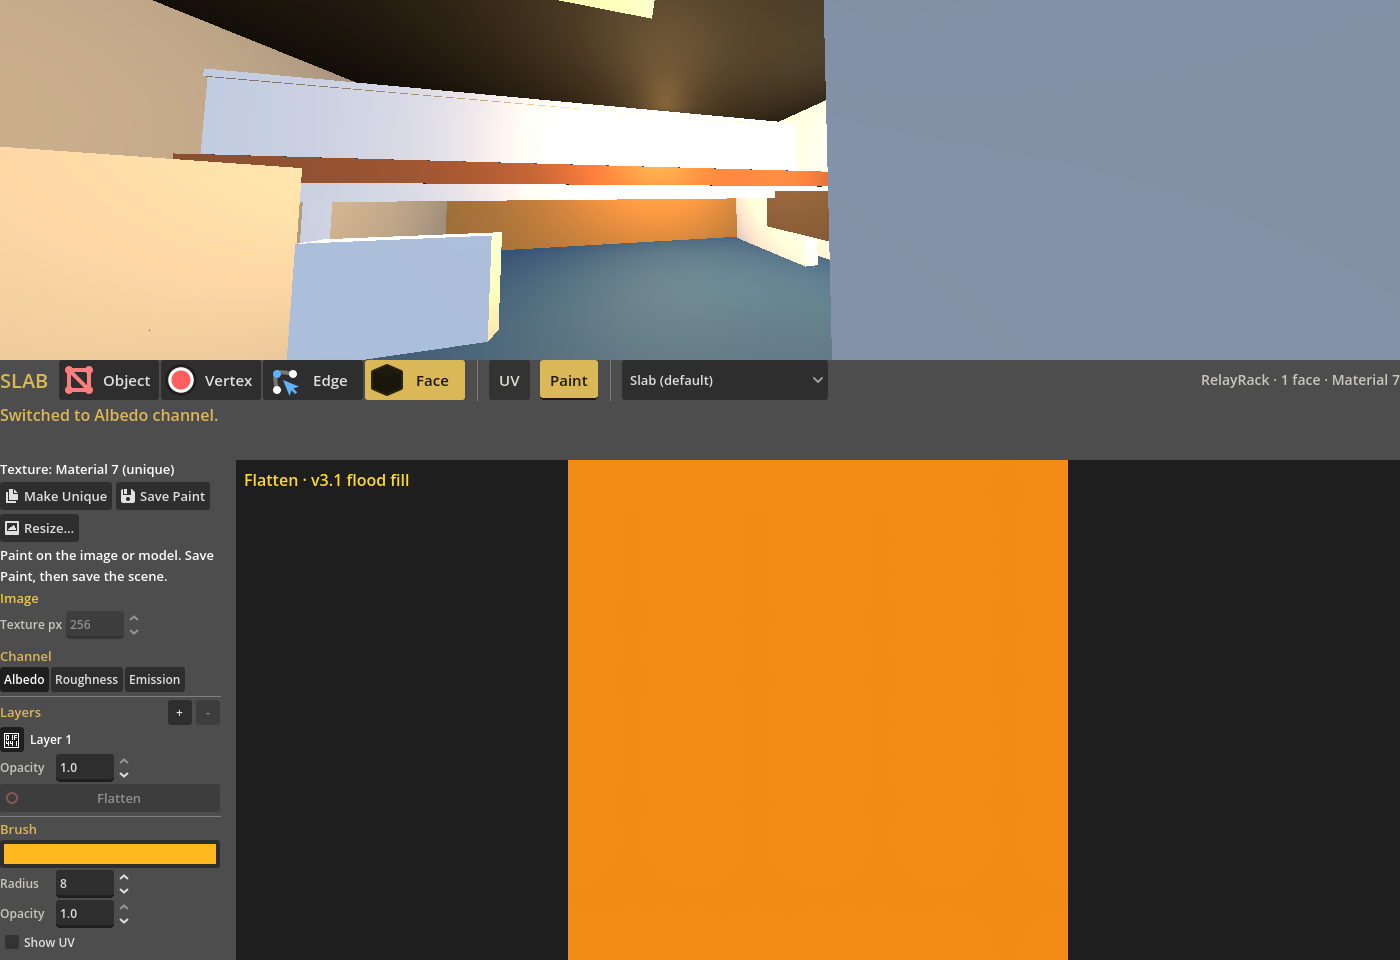 SLAB Object Vertex Edge Face UV Paint Slab (default) RelayRack · 1 face · Material 7
Switched to Albedo channel.
Texture: Material 7 (unique)
Make Unique Save Paint
Resize...
Paint on the image or model. Save
Paint, then save the scene.
Image
Texture px 256
Channel
Albedo Roughness Emission
Layers + -
Layer 1
Opacity 1.0
Flatten
Brush
Radius 8
Opacity 1.0
Show UV
Flatten · v3.1 flood fill